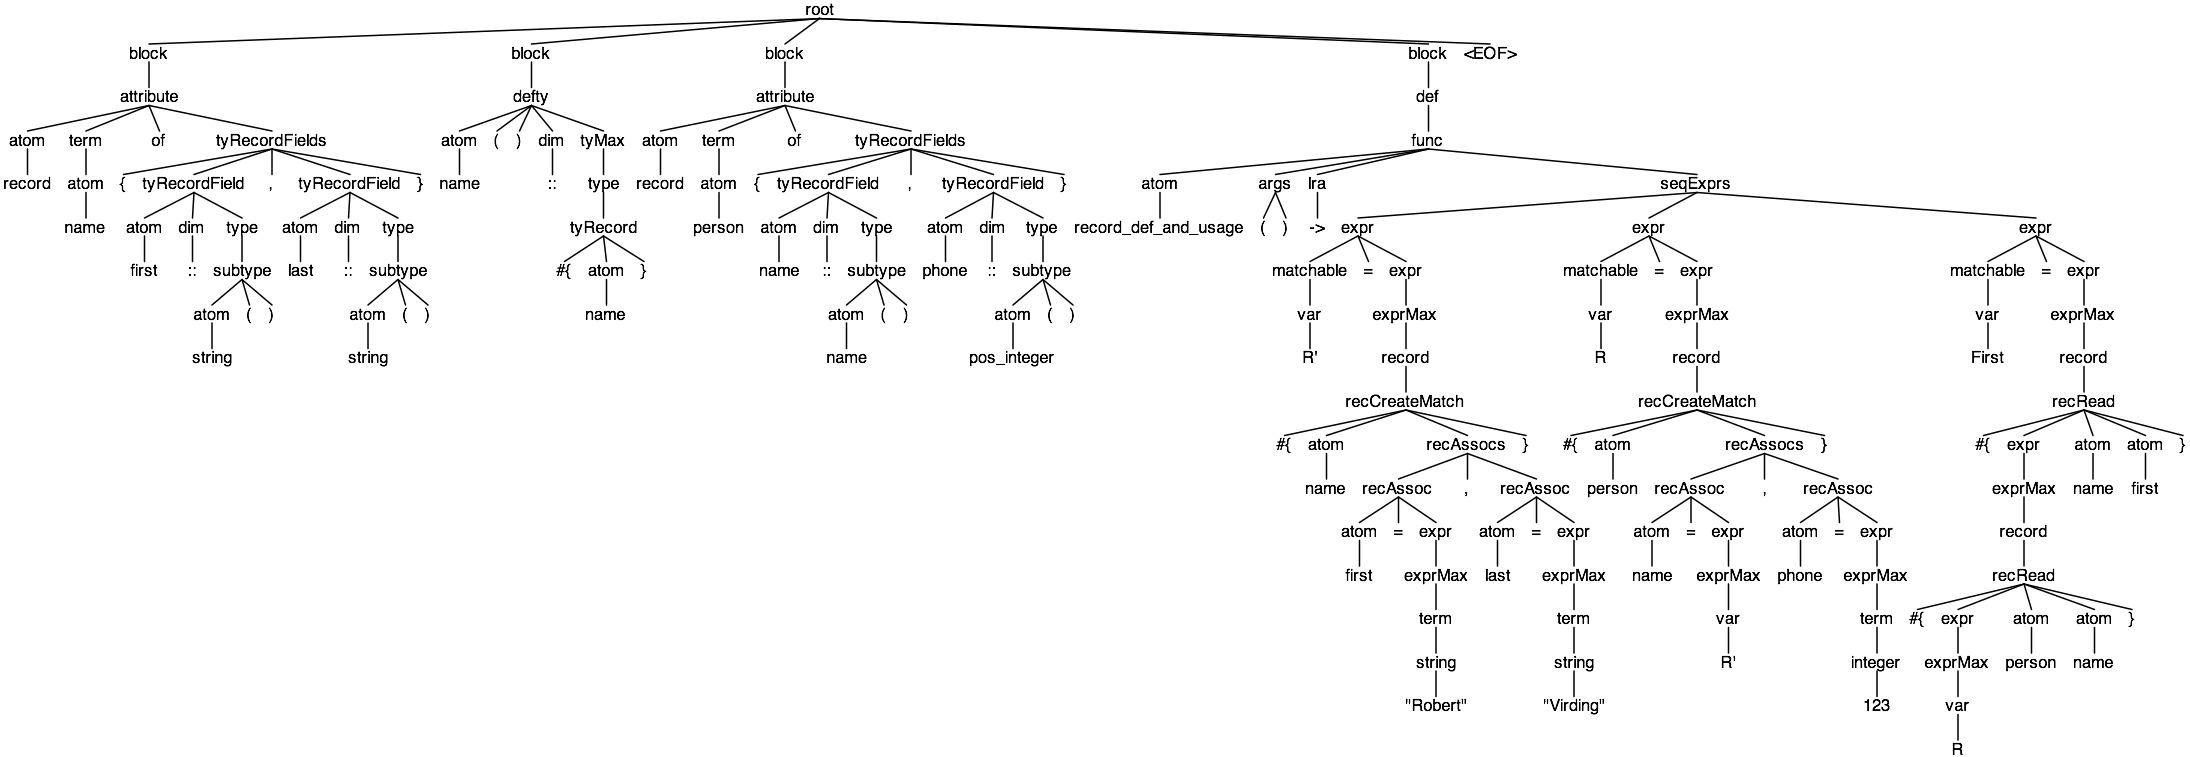 root
block block block block <EOF>
attribute defty attribute def
atom term of tyRecordFields atom ( ) dim tyMax atom term of tyRecordFields func
record atom { tyRecordField , tyRecordField } name :: type record atom { tyRecordField , tyRecordField } atom args lra seqExprs
name atom dim type atom dim type tyRecord person atom dim type atom dim type record_def_and_usage ( ) -> expr expr expr
first :: subtype last :: subtype #{ atom } name :: subtype phone :: subtype matchable = expr matchable = expr matchable = expr
atom ( ) atom ( ) name atom ( ) atom ( ) var exprMax var exprMax var exprMax
string string name pos_integer R' record R record First record
recCreateMatch recCreateMatch recRead
#{ atom recAssocs } #{ atom recAssocs } #{ expr atom atom }
name recAssoc , recAssoc person recAssoc , recAssoc exprMax name first
atom = expr atom = expr atom = expr atom = expr record
first exprMax last exprMax name exprMax phone exprMax recRead
term term var term #{ expr atom atom }
string string R' integer exprMax person name
"Robert" "Virding" 123 var
R